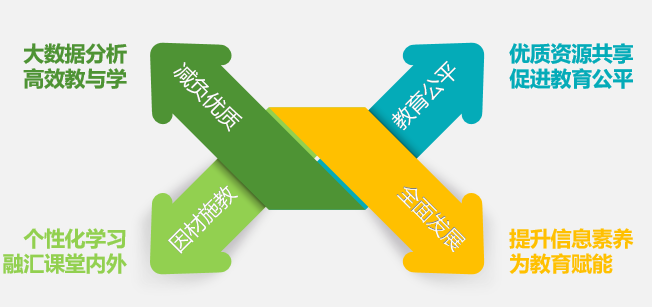 大数据分析
高效教与学
减负优质
教育公平
优质资源共享
促进教育公平
个性化学习
融汇课堂内外
因材施教
全面发展
提升信息素养
为教育赋能